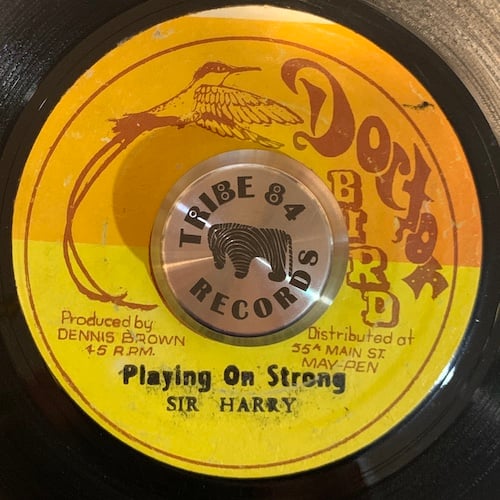 Doctor
BIRD
TRIBE 84
RECORDS
Produced by
DENNIS BROWN
45 R.P.M.
Distributed at
55A MAIN ST.
MAY-PEN
Playing On Strong
SIR HARRY